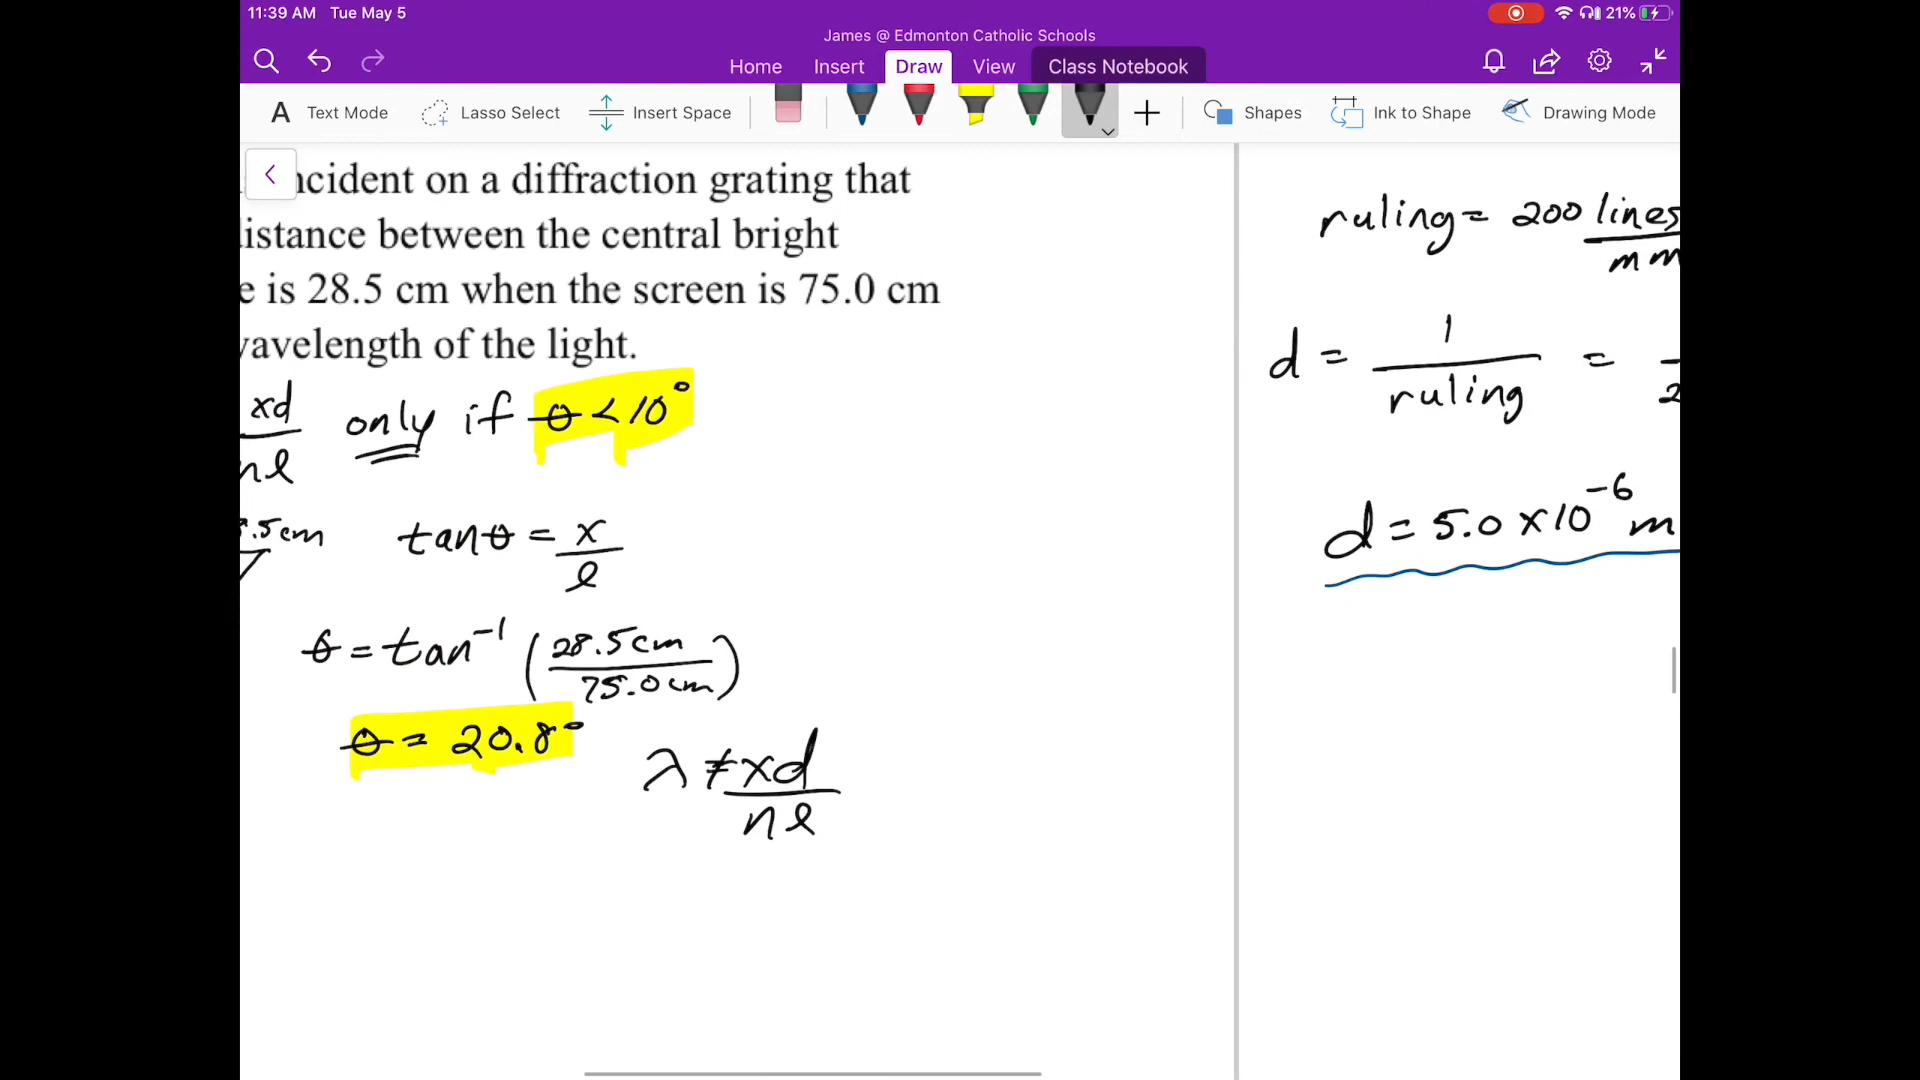 11:39 AM Tue May 5
21%
James @ Edmonton Catholic Schools
Home Insert Draw View Class Notebook
A Text Mode Lasso Select Insert Space Shapes Ink to Shape Drawing Mode
ncident on a diffraction grating that
istance between the central bright
e is 28.5 cm when the screen is 75.0 cm
avelength of the light.
xd
nl
only if θ < 10°
.5cm
tanθ = x
l
θ = tan⁻¹ (28.5cm
75.0cm)
θ = 20.8°
λ ≠ xd
nl
ruling = 200 lines
mm
d = 1 =
ruling 2
d = 5.0 x 10⁻⁶ m